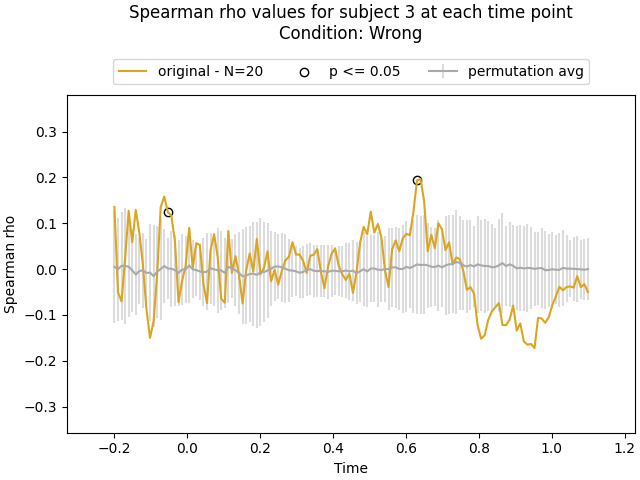 Spearman rho values for subject 3 at each time point
Condition: Wrong
original - N=20
p <= 0.05
permutation avg
Spearman rho
0.3
0.2
0.1
0.0
−0.1
−0.2
−0.3
−0.2
0.0
0.2
0.4
0.6
0.8
1.0
1.2
Time